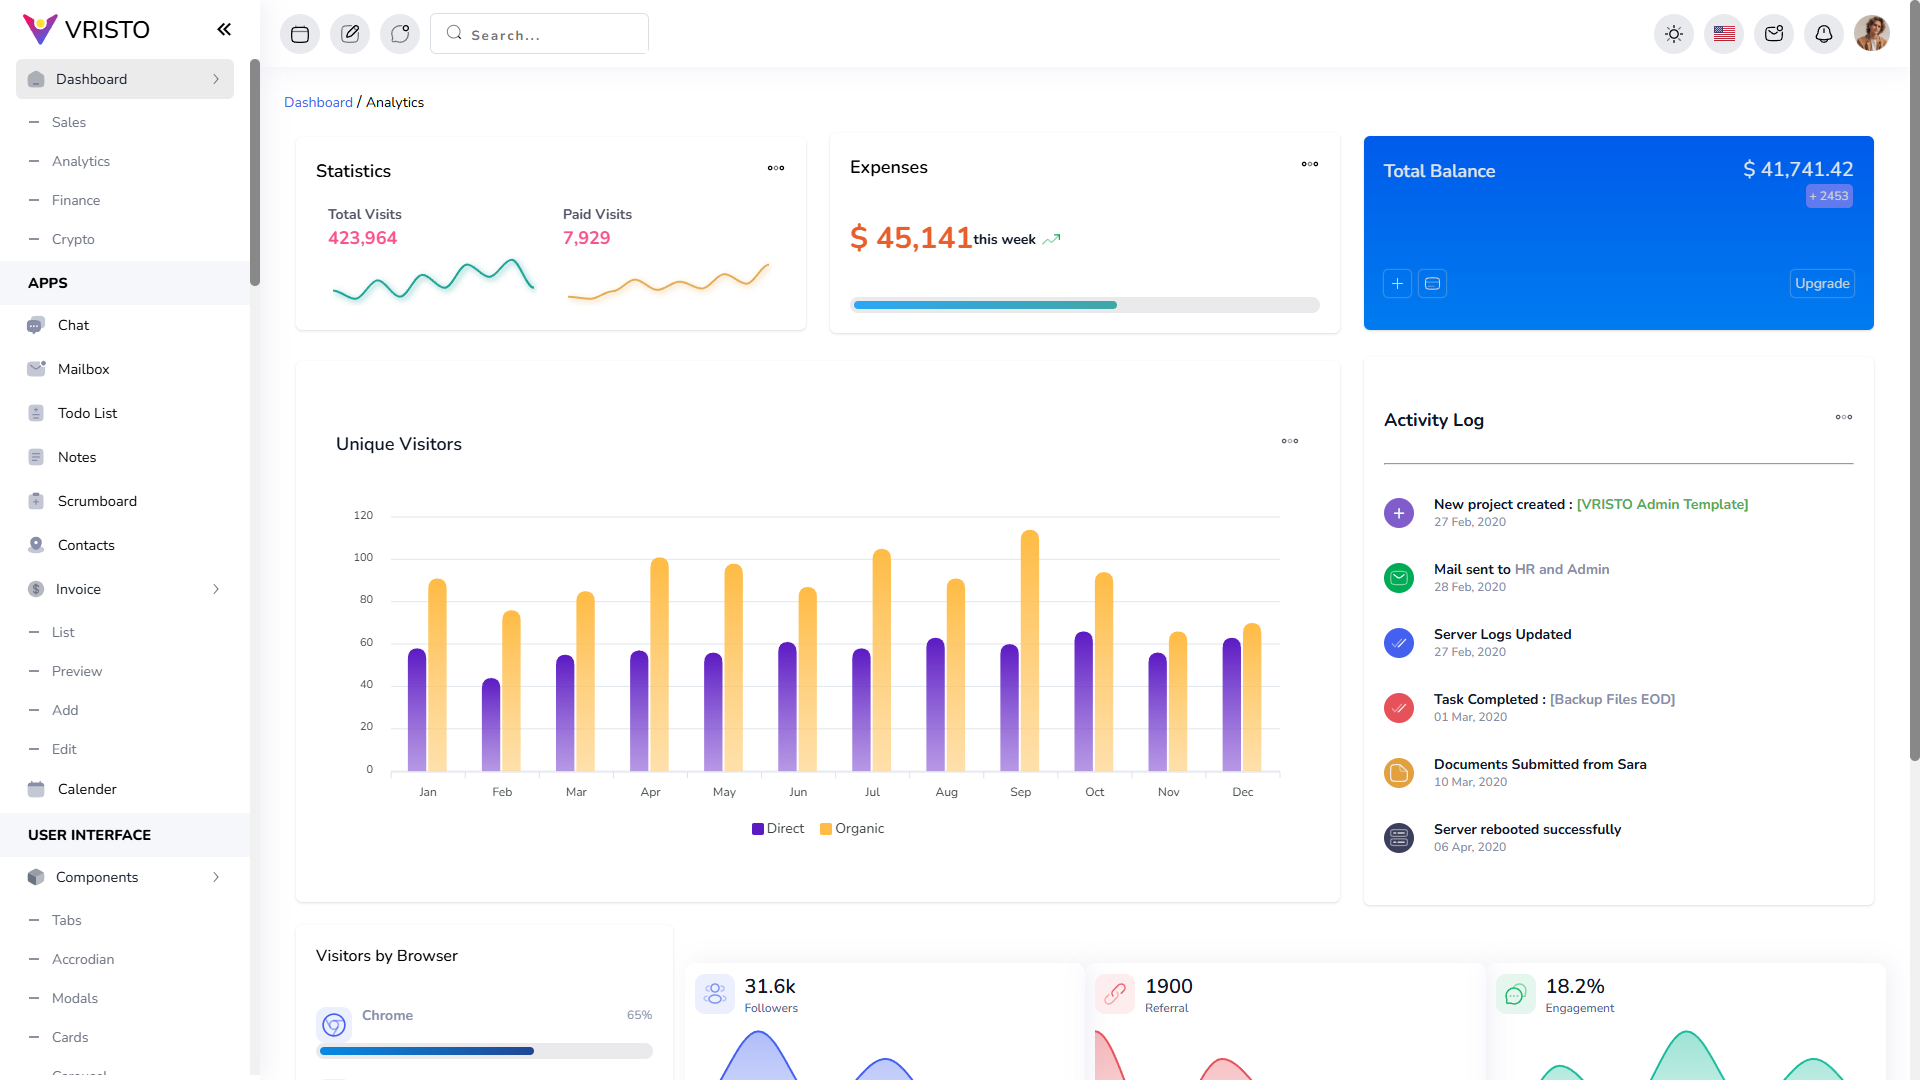 VRISTO
Search...
Dashboard
Sales
Analytics
Finance
Crypto
APPS
Chat
Mailbox
Todo List
Notes
Scrumboard
Contacts
Invoice
List
Preview
Add
Edit
Calender
USER INTERFACE
Components
Tabs
Accrodian
Modals
Cards
Dashboard / Analytics
Statistics
Total Visits
423,964
Paid Visits
7,929
Expenses
$ 45,141 this week
Total Balance
$ 41,741.42
+ 2453
Upgrade
Unique Visitors
120
100
80
60
40
20
0
Jan Feb Mar Apr May Jun Jul Aug Sep Oct Nov Dec
Direct Organic
Activity Log
New project created : [VRISTO Admin Template]
27 Feb, 2020
Mail sent to HR and Admin
28 Feb, 2020
Server Logs Updated
27 Feb, 2020
Task Completed : [Backup Files EOD]
01 Mar, 2020
Documents Submitted from Sara
10 Mar, 2020
Server rebooted successfully
06 Apr, 2020
Visitors by Browser
Chrome
65%
31.6k
Followers
1900
Referral
18.2%
Engagement